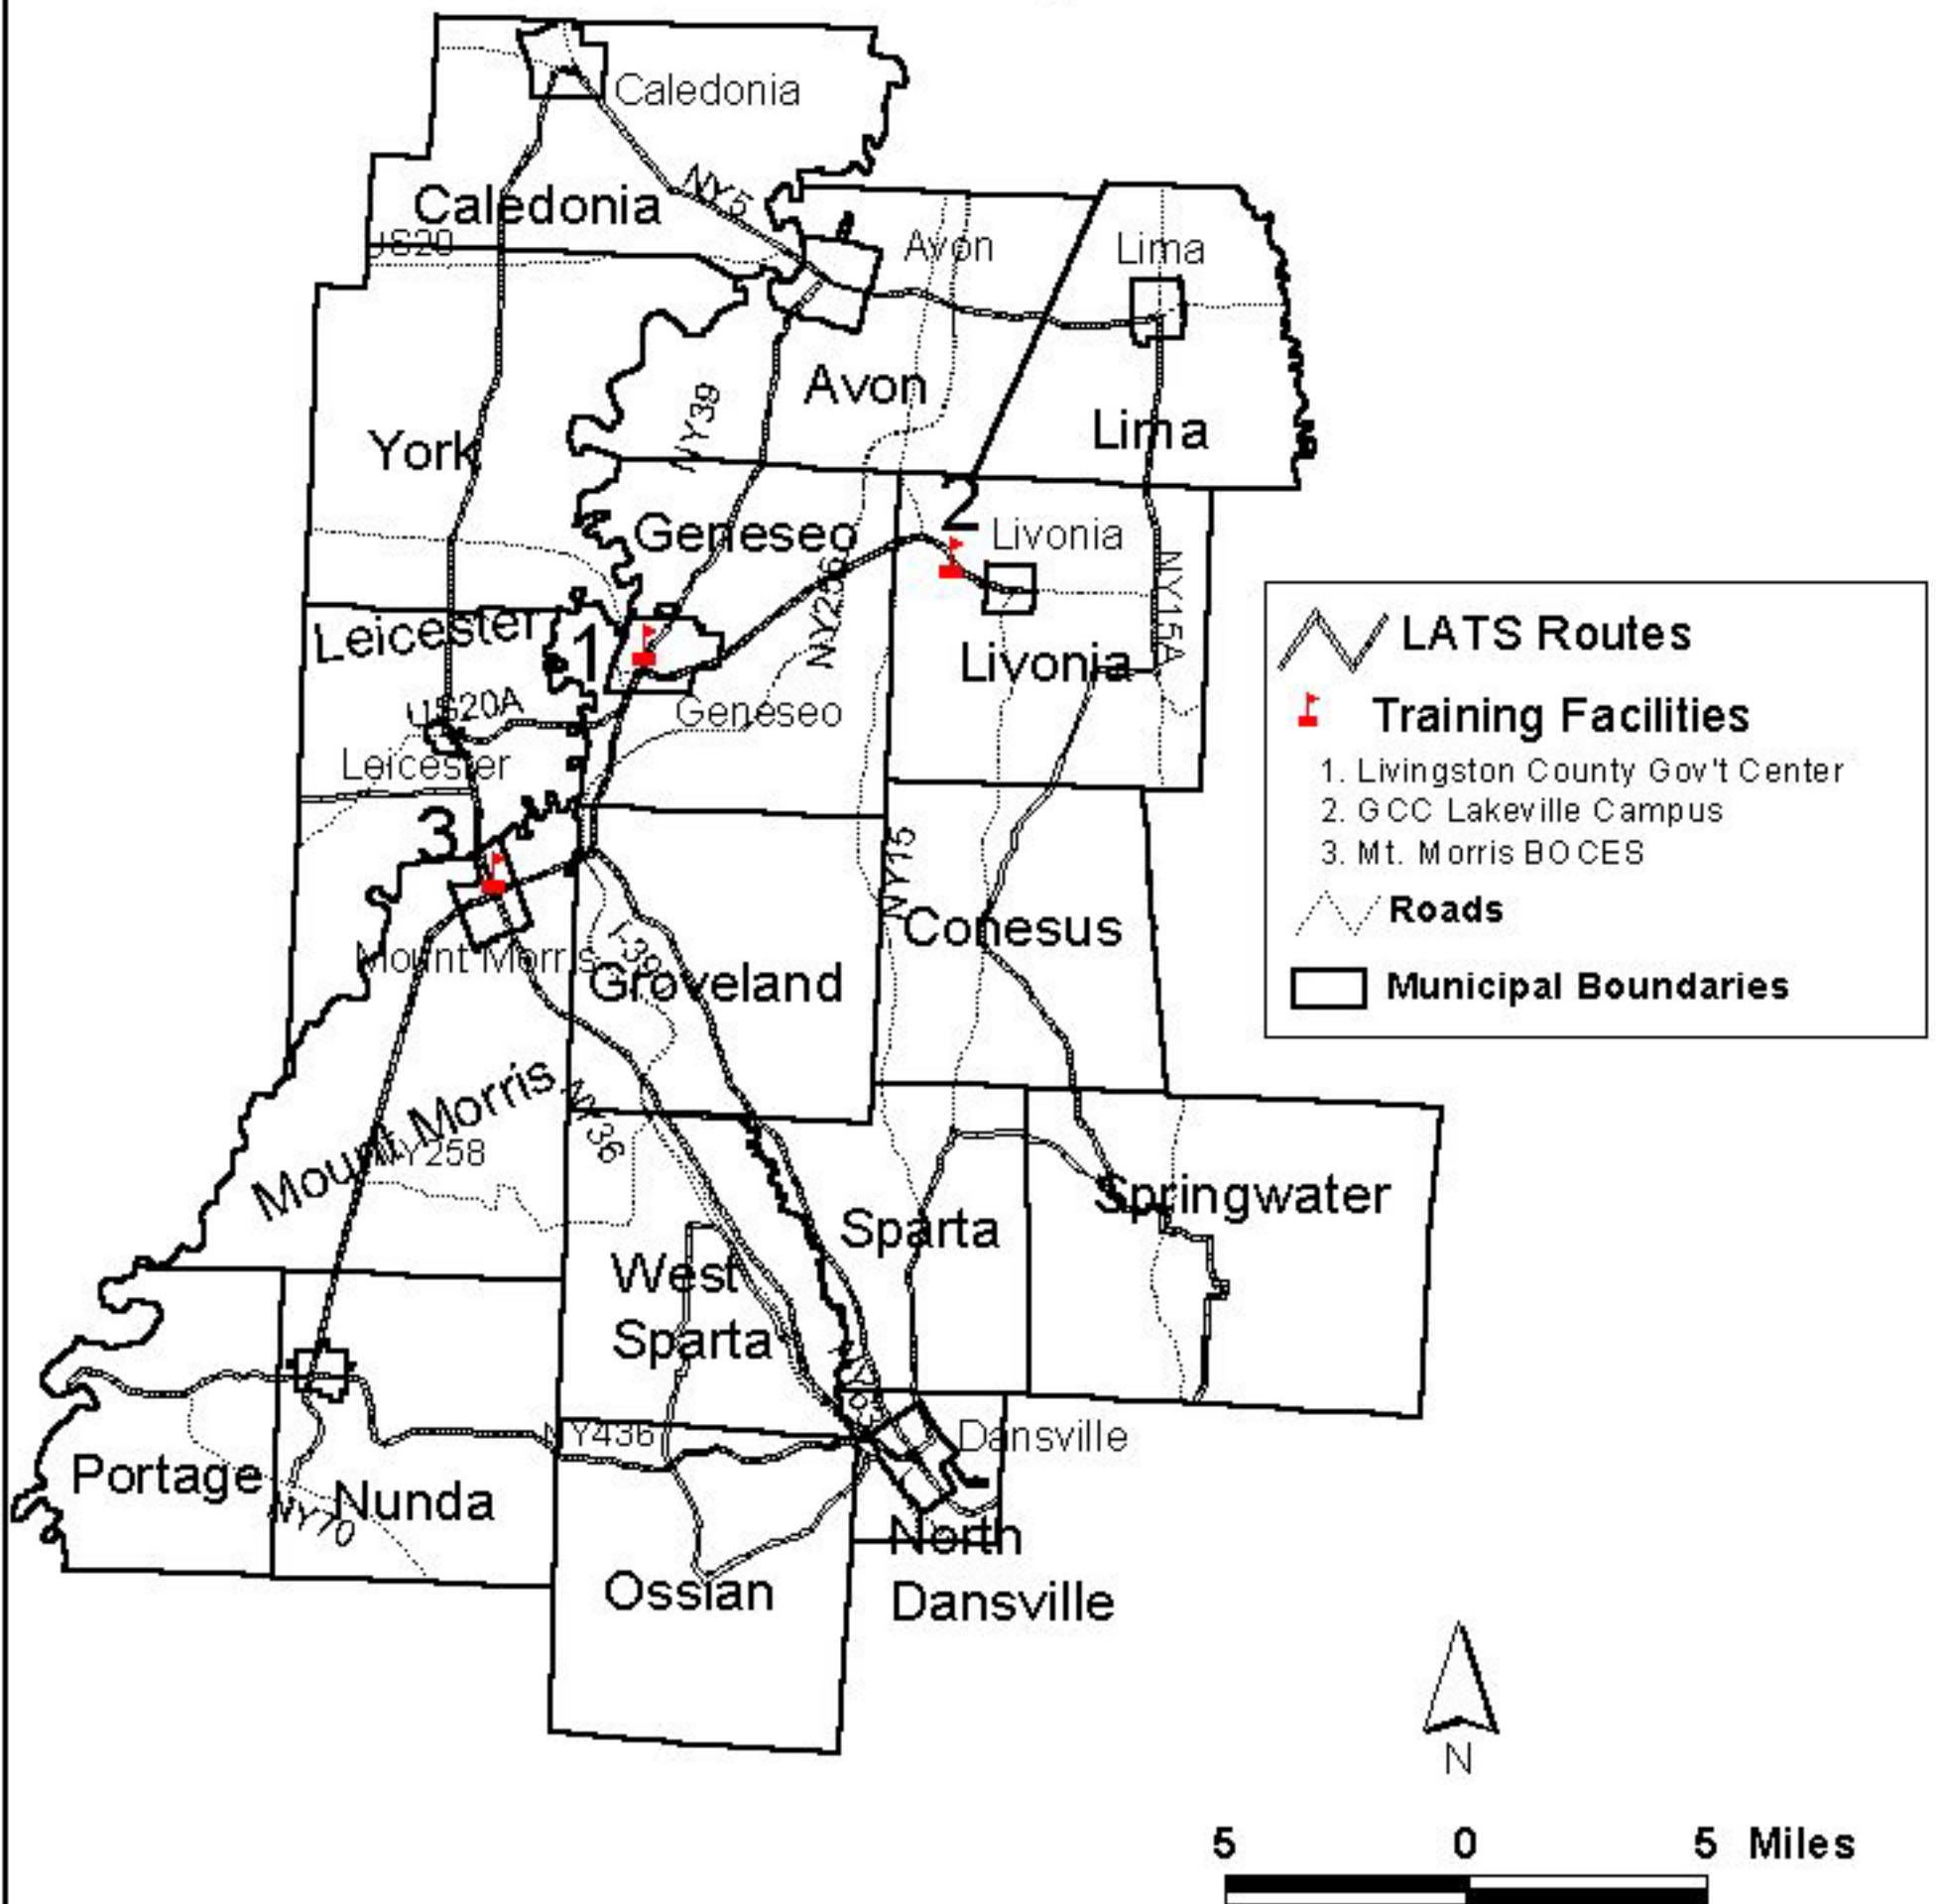 Caledonia
NY5
Caledonia
US20
Avon
Lima
NY39
Avon
Lima
York
2
Geneseo
Livonia
NY256
NY15A
Leicester
1
Livonia
US20A
Geneseo
Leicester
3
NY15
Conesus
Mount Morris
I-390
Groveland
Mount Morris
NY36
NY258
Springwater
Sparta
West
Sparta
NY63
NY436
Dansville
Portage
Nunda
NY70
North
Dansville
Ossian
LATS Routes
Training Facilities
1. Livingston County Gov't Center
2. GCC Lakeville Campus
3. Mt. Morris BOCES
Roads
Municipal Boundaries
N
5 0 5 Miles